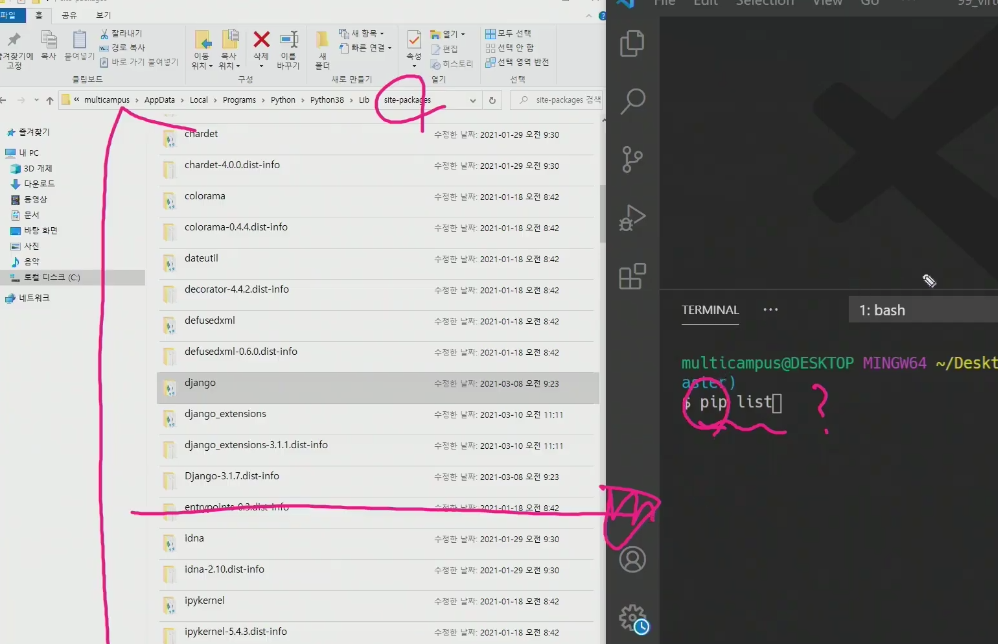 site-packages
File Edit Selection View Go ··· 99_virtu
파일 홈 공유 보기
즐겨찾기에 고정
복사
붙여넣기
잘라내기
경로 복사
바로 가기 붙여넣기
클립보드
이동 위치
복사 위치
삭제
이름 바꾸기
구성
새 폴더
새 항목
빠른 연결
새로 만들기
속성
열기
편집
히스토리
열기
모두 선택
선택 안 함
선택 영역 반전
선택
« multicampus > AppData > Local > Programs > Python > Python38 > Lib > site-packages
site-packages 검색
즐겨찾기
내 PC
3D 개체
다운로드
동영상
문서
바탕 화면
사진
음악
로컬 디스크 (C:)
네트워크
chardet 수정한 날짜: 2021-01-29 오전 9:30
chardet-4.0.0.dist-info 수정한 날짜: 2021-01-29 오전 9:30
colorama 수정한 날짜: 2021-01-18 오전 8:42
colorama-0.4.4.dist-info 수정한 날짜: 2021-01-18 오전 8:42
dateutil 수정한 날짜: 2021-01-18 오전 8:42
decorator-4.4.2.dist-info 수정한 날짜: 2021-01-18 오전 8:42
defusedxml 수정한 날짜: 2021-01-18 오전 8:42
defusedxml-0.6.0.dist-info 수정한 날짜: 2021-01-18 오전 8:42
django 수정한 날짜: 2021-03-08 오전 9:23
django_extensions 수정한 날짜: 2021-03-10 오전 11:11
django_extensions-3.1.1.dist-info 수정한 날짜: 2021-03-10 오전 11:11
Django-3.1.7.dist-info 수정한 날짜: 2021-03-08 오전 9:23
entrypoints-0.3.dist-info 수정한 날짜: 2021-01-18 오전 8:42
idna 수정한 날짜: 2021-01-29 오전 9:30
idna-2.10.dist-info 수정한 날짜: 2021-01-29 오전 9:30
ipykernel 수정한 날짜: 2021-01-18 오전 8:42
ipykernel-5.4.3.dist-info 수정한 날짜: 2021-01-18 오전 8:42
TERMINAL ··· 1: bash
multicampus@DESKTOP MINGW64 ~/Deskt
aster)
$ pip list ?